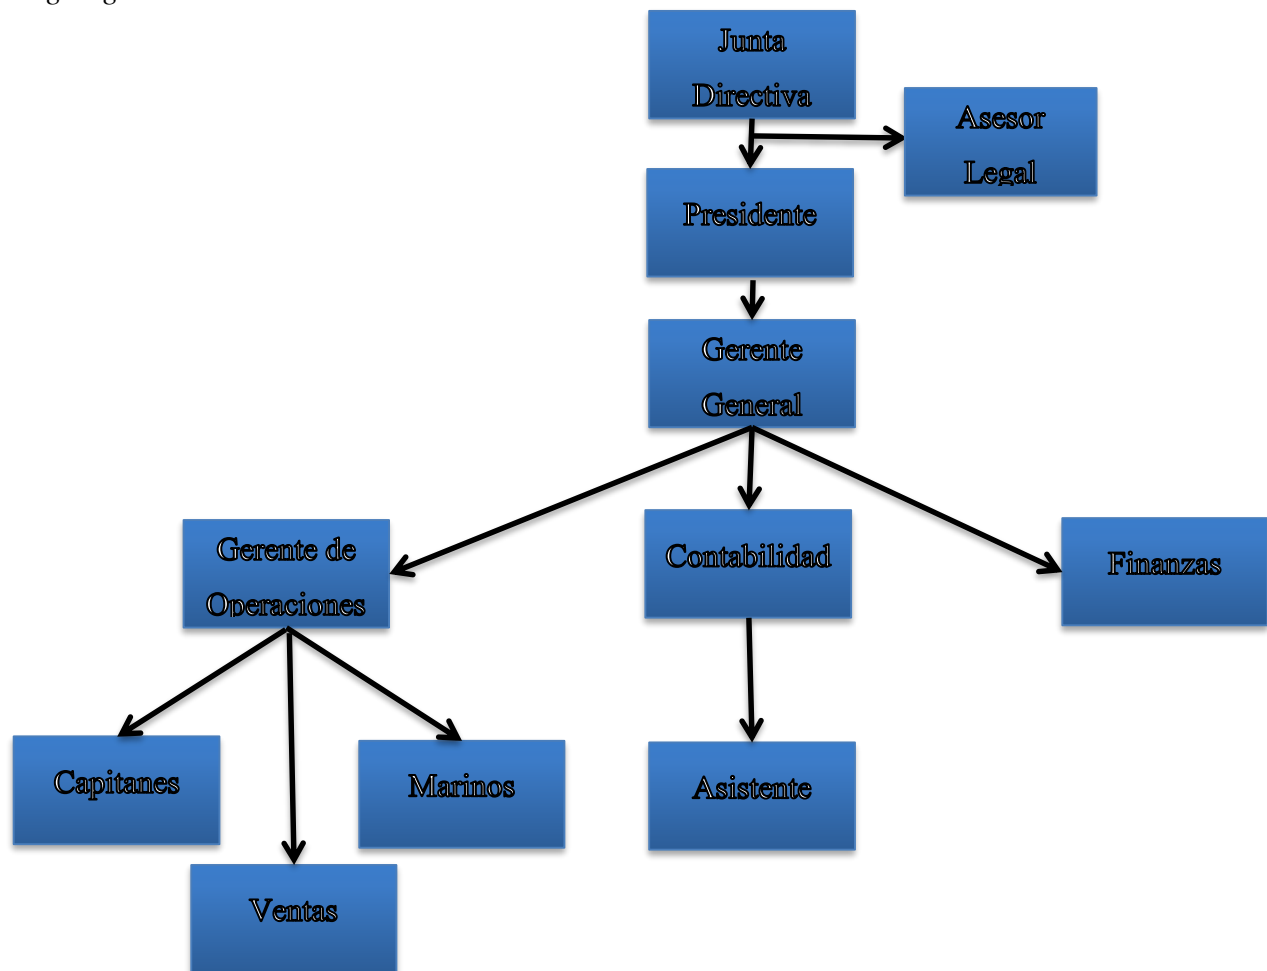 Junta
Directiva
Asesor
Legal
Presidente
Gerente
General
Gerente de
Operaciones
Contabilidad
Finanzas
Capitanes
Marinos
Asistente
Ventas